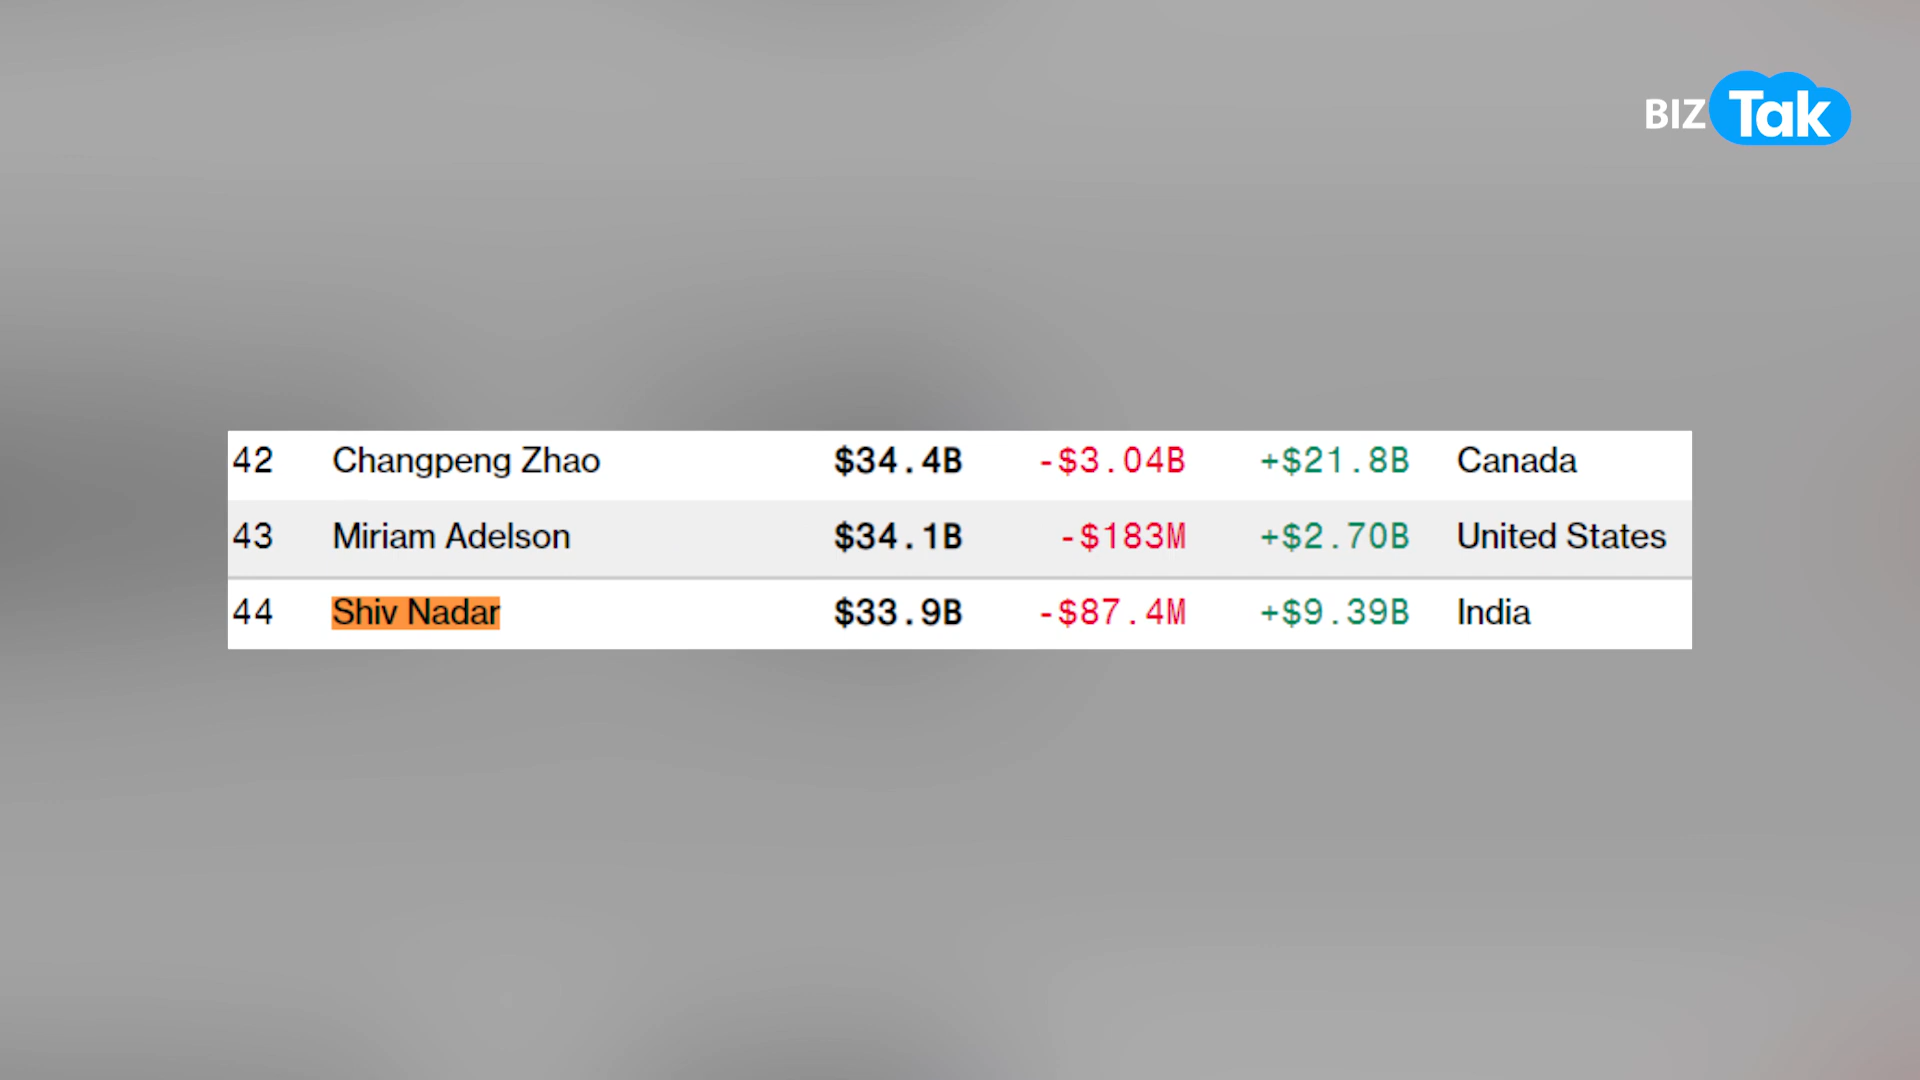 BIZ Tak
42 Changpeng Zhao $34.4B -$3.04B +$21.8B Canada
43 Miriam Adelson $34.1B -$183M +$2.70B United States
44 Shiv Nadar $33.9B -$87.4M +$9.39B India